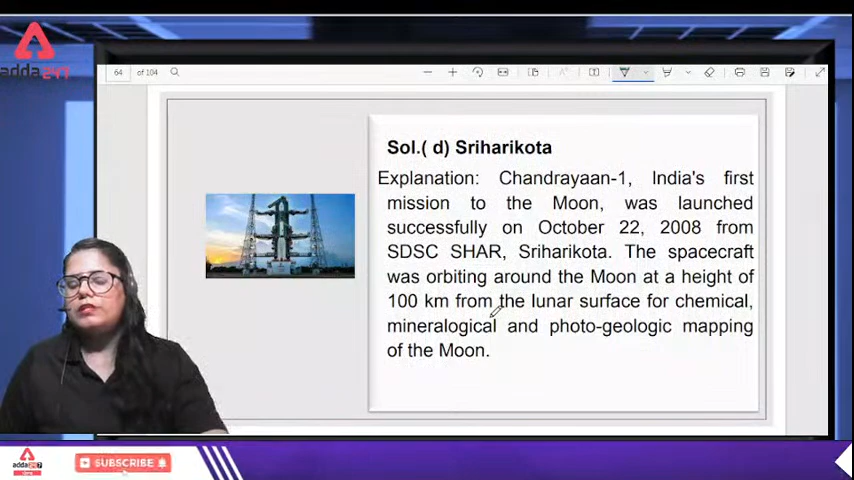 adda247
64 of 104
Sol.( d) Sriharikota
Explanation: Chandrayaan-1, India's first
mission to the Moon, was launched
successfully on October 22, 2008 from
SDSC SHAR, Sriharikota. The spacecraft
was orbiting around the Moon at a height of
100 km from the lunar surface for chemical,
mineralogical and photo-geologic mapping
of the Moon.
adda247
SUBSCRIBE